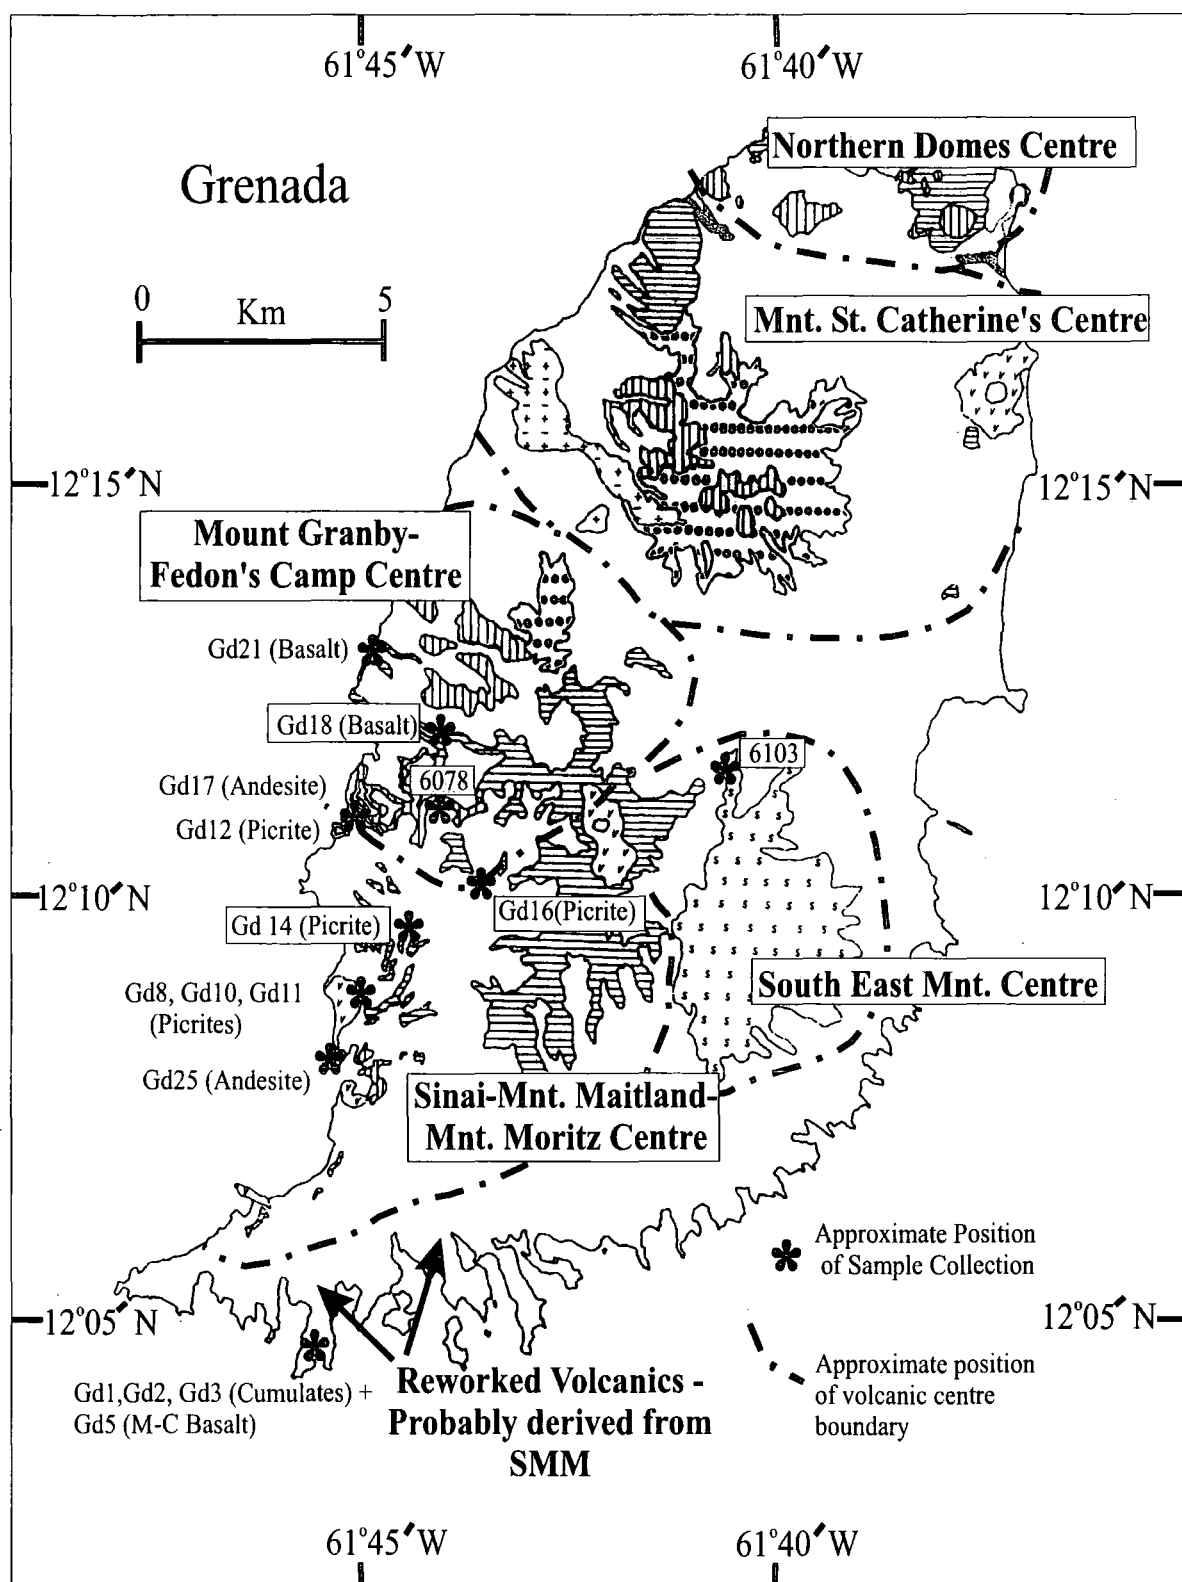 61°45′ W
61°40′ W
Northern Domes Centre
Grenada
0
5
Km
Mnt. St. Catherine's Centre
12°15′ N
12°15′ N
Mount Granby-
Fedon's Camp Centre
Gd21 (Basalt)
Gd18 (Basalt)
6103
6078
Gd17 (Andesite)
Gd12 (Picrite)
12°10′ N
12°10′ N
Gd16(Picrite)
Gd 14 (Picrite)
South East Mnt. Centre
Gd8, Gd10, Gd11
(Picrites)
Gd25 (Andesite)
Sinai-Mnt. Maitland-
Mnt. Moritz Centre
Approximate Position
of Sample Collection
12°05′ N
12°05′ N
Gd1,Gd2, Gd3 (Cumulates) +
Gd5 (M-C Basalt)
Reworked Volcanics -
Probably derived from
SMM
Approximate position
of volcanic centre
boundary
61°45′ W
61°40′ W